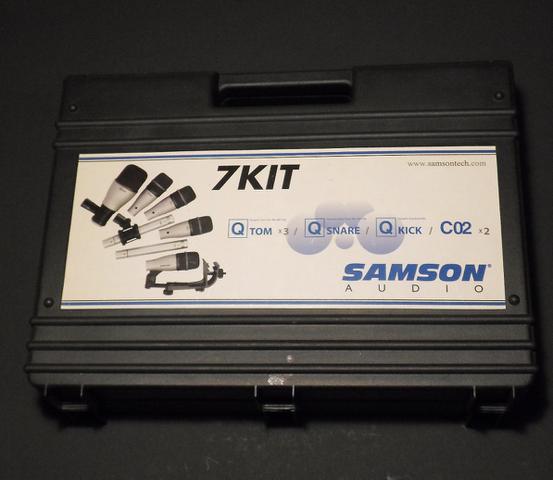 7KIT
www.samsontech.com
Q TOM x3 / Q SNARE / Q KICK / C02 x2
SAMSON®
AUDIO